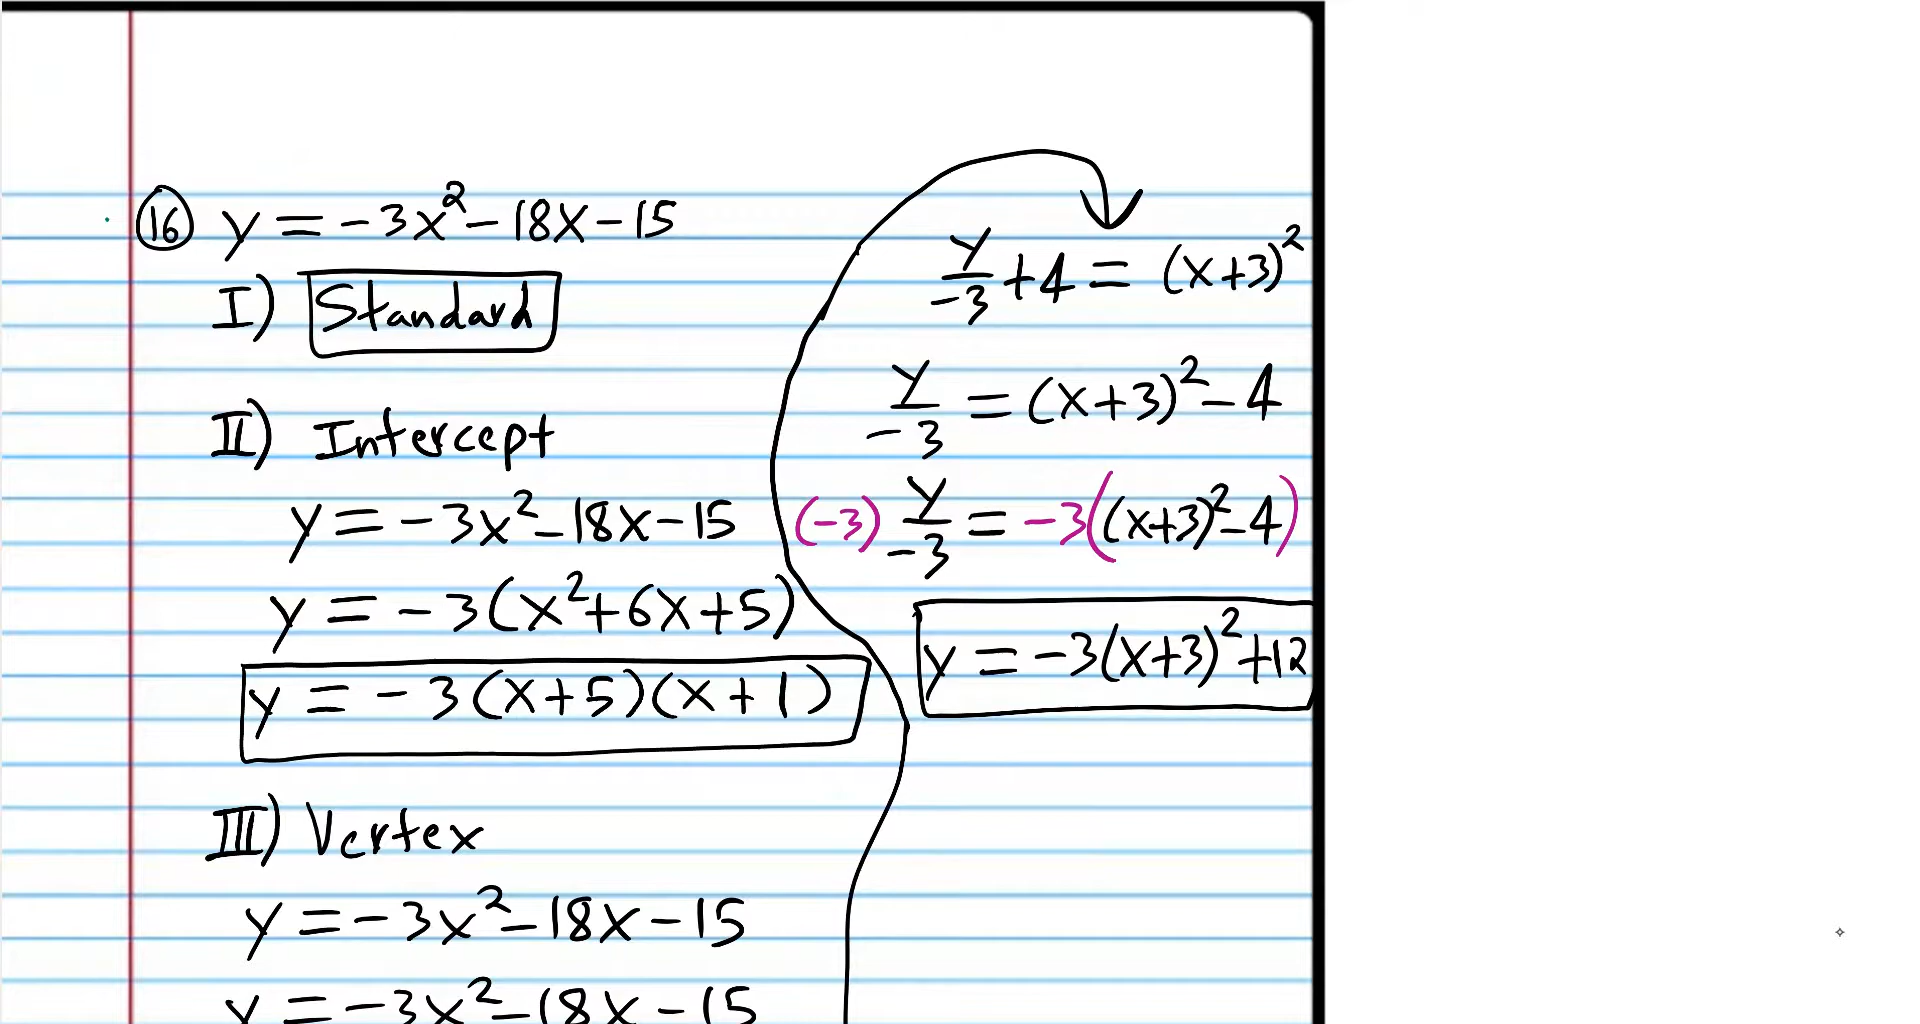 16 y = -3x² - 18x - 15
I) Standard
II) Intercept
y = -3x² - 18x - 15
y = -3(x² + 6x + 5)
y = -3(x+5)(x+1)
III) Vertex
y = -3x² - 18x - 15
y = -3x² - 18x - 15
y/-3 + 4 = (x+3)²
y/-3 = (x+3)² - 4
(-3) y/-3 = -3((x+3)² - 4)
y = -3(x+3)² + 12